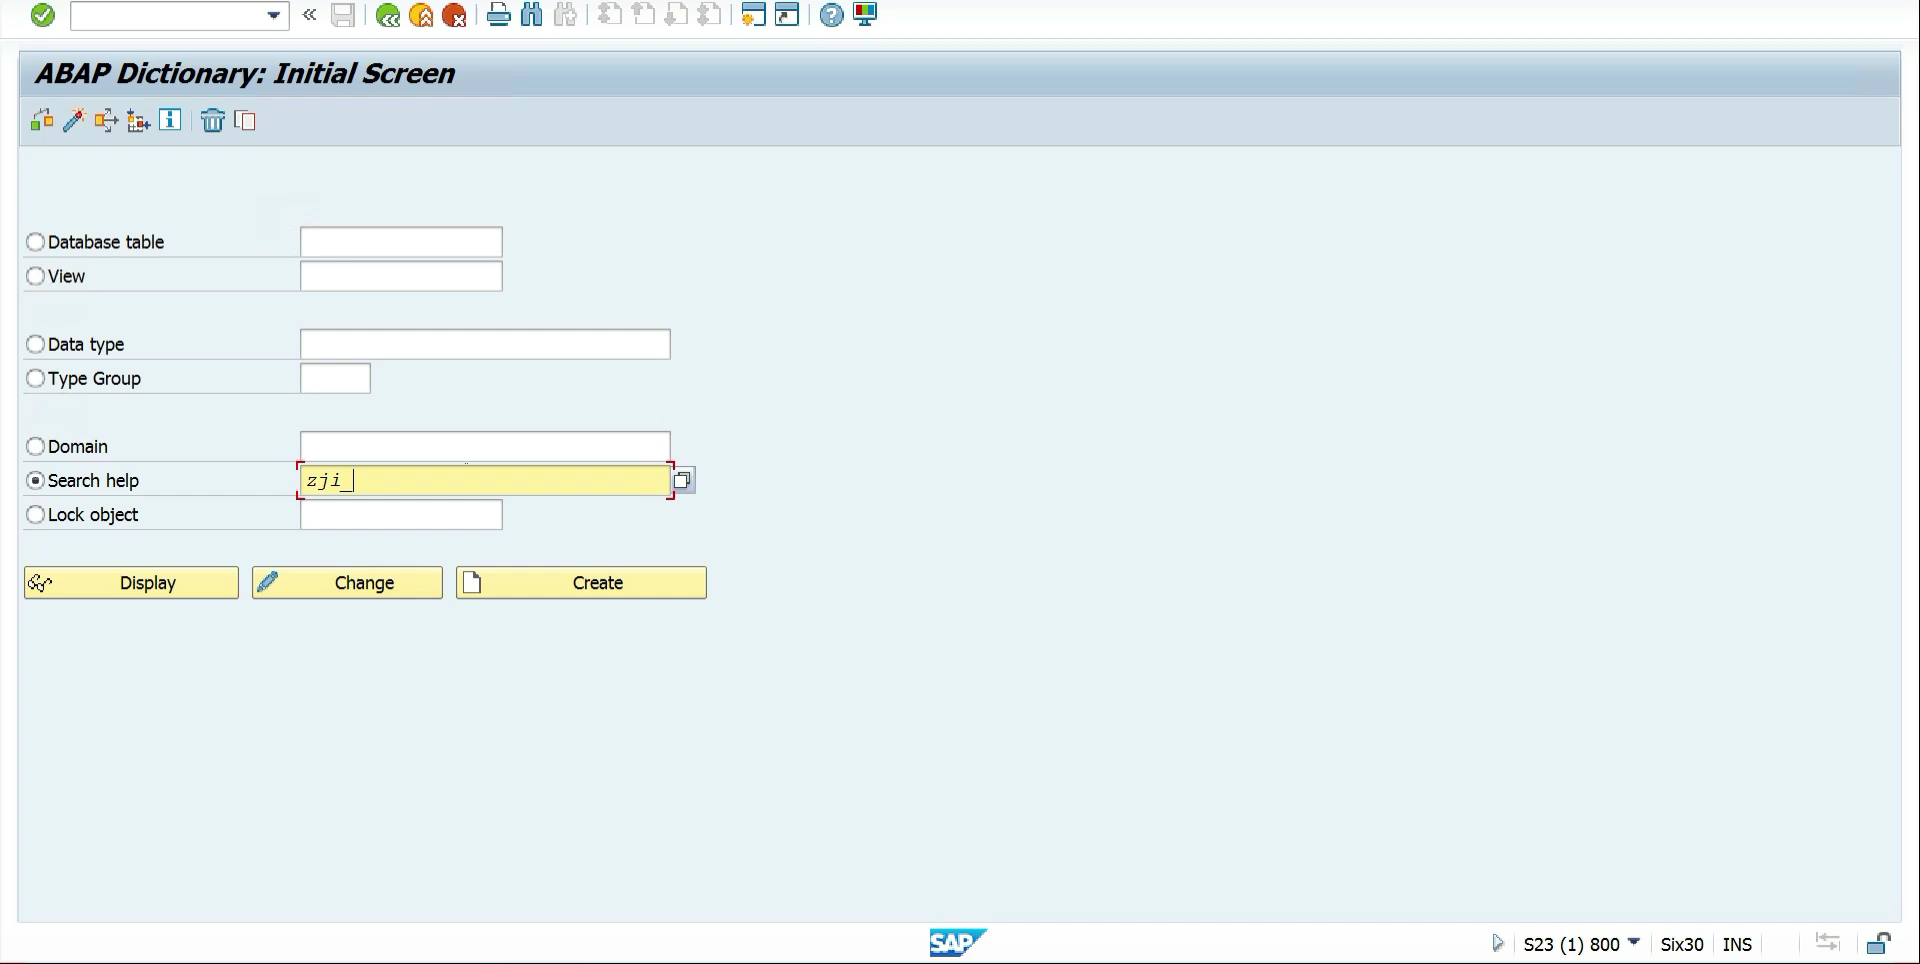 ABAP Dictionary: Initial Screen
Database table
View
Data type
Type Group
Domain
Search help zji_
Lock object
Display Change Create
SAP S23 (1) 800 Six30 INS